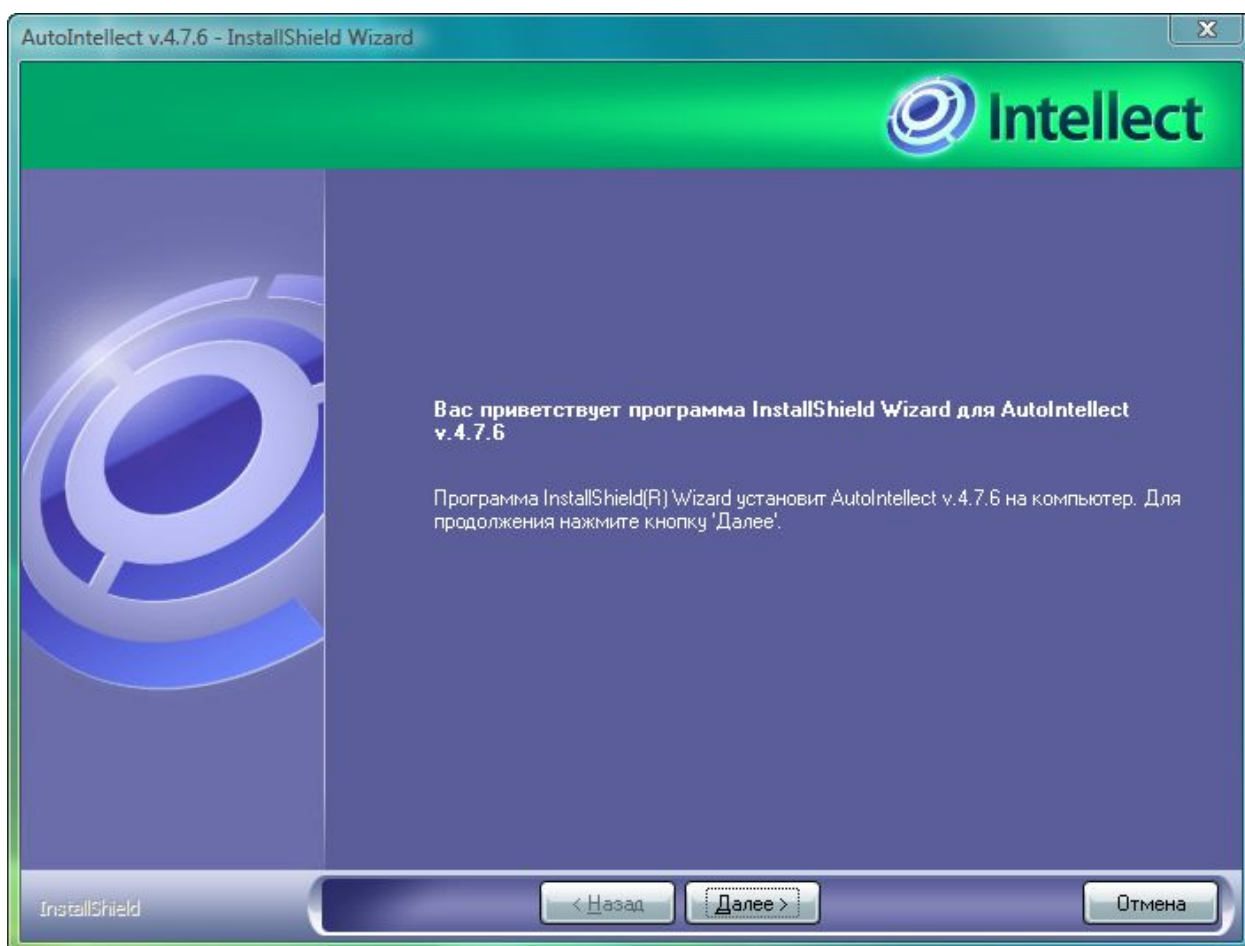 AutoIntellect v.4.7.6 - InstallShield Wizard
Intellect
Вас приветствует программа InstallShield Wizard для AutoIntellect
v.4.7.6
Программа InstallShield(R) Wizard установит AutoIntellect v.4.7.6 на компьютер. Для
продолжения нажмите кнопку 'Далее'.
InstallShield
< Назад
Далее >
Отмена